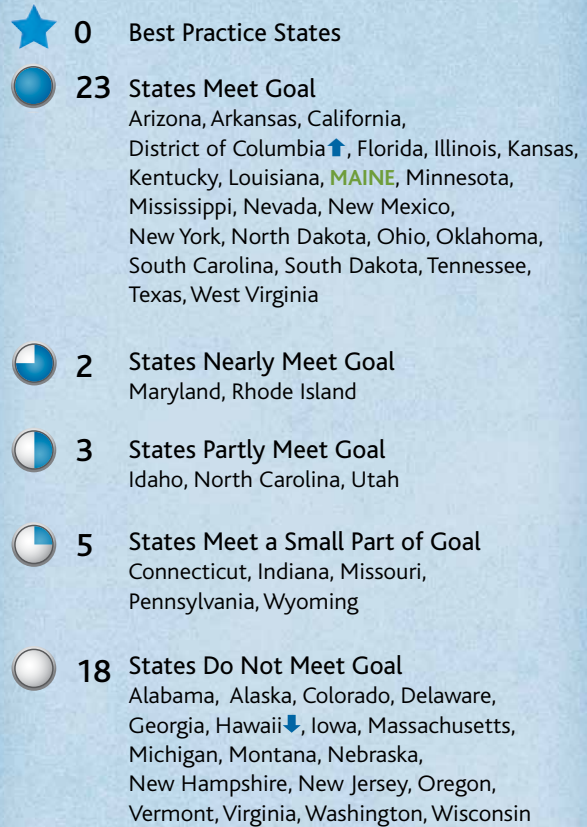 0 Best Practice States
23 States Meet Goal
Arizona, Arkansas, California,
District of Columbia⬆, Florida, Illinois, Kansas,
Kentucky, Louisiana, MAINE, Minnesota,
Mississippi, Nevada, New Mexico,
New York, North Dakota, Ohio, Oklahoma,
South Carolina, South Dakota, Tennessee,
Texas, West Virginia
2 States Nearly Meet Goal
Maryland, Rhode Island
3 States Partly Meet Goal
Idaho, North Carolina, Utah
5 States Meet a Small Part of Goal
Connecticut, Indiana, Missouri,
Pennsylvania, Wyoming
18 States Do Not Meet Goal
Alabama, Alaska, Colorado, Delaware,
Georgia, Hawaii⬇, Iowa, Massachusetts,
Michigan, Montana, Nebraska,
New Hampshire, New Jersey, Oregon,
Vermont, Virginia, Washington, Wisconsin